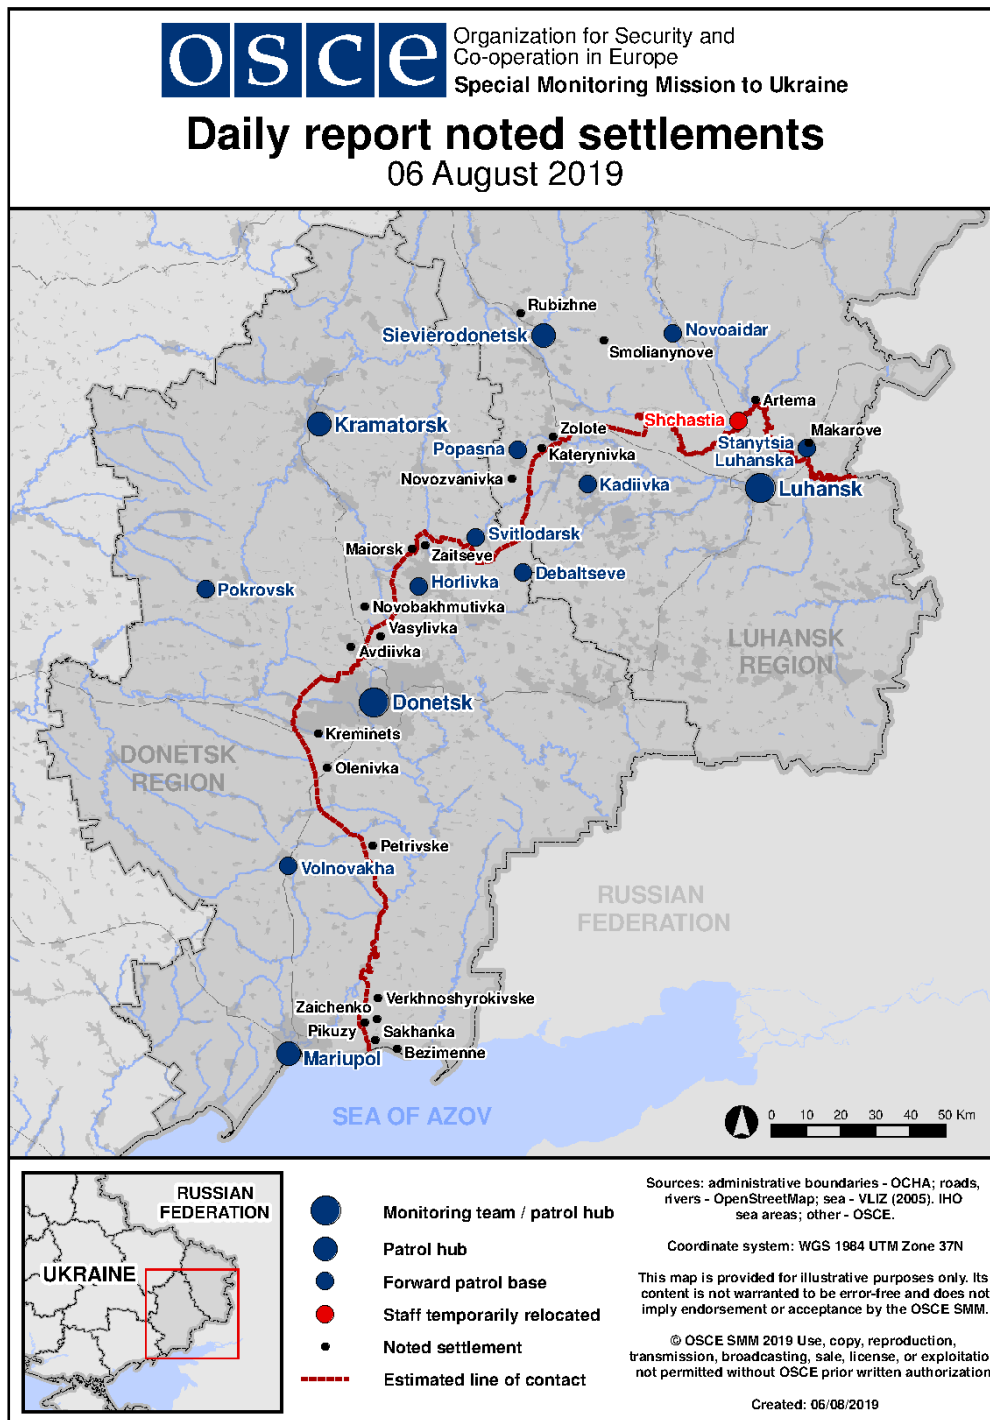 osce
Organization for Security and
Co-operation in Europe
Special Monitoring Mission to Ukraine
Daily report noted settlements
06 August 2019
Rubizhne
Sievierodonetsk
Novoaidar
Smolianynove
Artema
Shchastia
Kramatorsk
Zolote
Makarove
Stanytsia
Luhanska
Popasna
Katerynivka
Novozvanivka
Kadiivka
Luhansk
Svitlodarsk
Maiorsk
Zaitseve
Debaltseve
Horlivka
Pokrovsk
Novobakhmutivka
Vasylivka
Avdiivka
LUHANSK
REGION
Donetsk
Kreminets
DONETSK
REGION
Olenivka
Petrivske
Volnovakha
RUSSIAN
FEDERATION
Verkhnoshyrokivske
Zaichenko
Pikuzy
Sakhanka
Bezimenne
Mariupol
SEA OF AZOV
0 10 20 30 40 50 Km
RUSSIAN
FEDERATION
UKRAINE
Monitoring team / patrol hub
Patrol hub
Forward patrol base
Staff temporarily relocated
Noted settlement
Estimated line of contact
Sources: administrative boundaries - OCHA; roads,
rivers - OpenStreetMap; sea - VLIZ (2005). IHO
sea areas; other - OSCE.
Coordinate system: WGS 1984 UTM Zone 37N
This map is provided for illustrative purposes only. Its
content is not warranted to be error-free and does not
imply endorsement or acceptance by the OSCE SMM.
© OSCE SMM 2019 Use, copy, reproduction,
transmission, broadcasting, sale, license, or exploitatio
not permitted without OSCE prior written authorization
Created: 06/08/2019